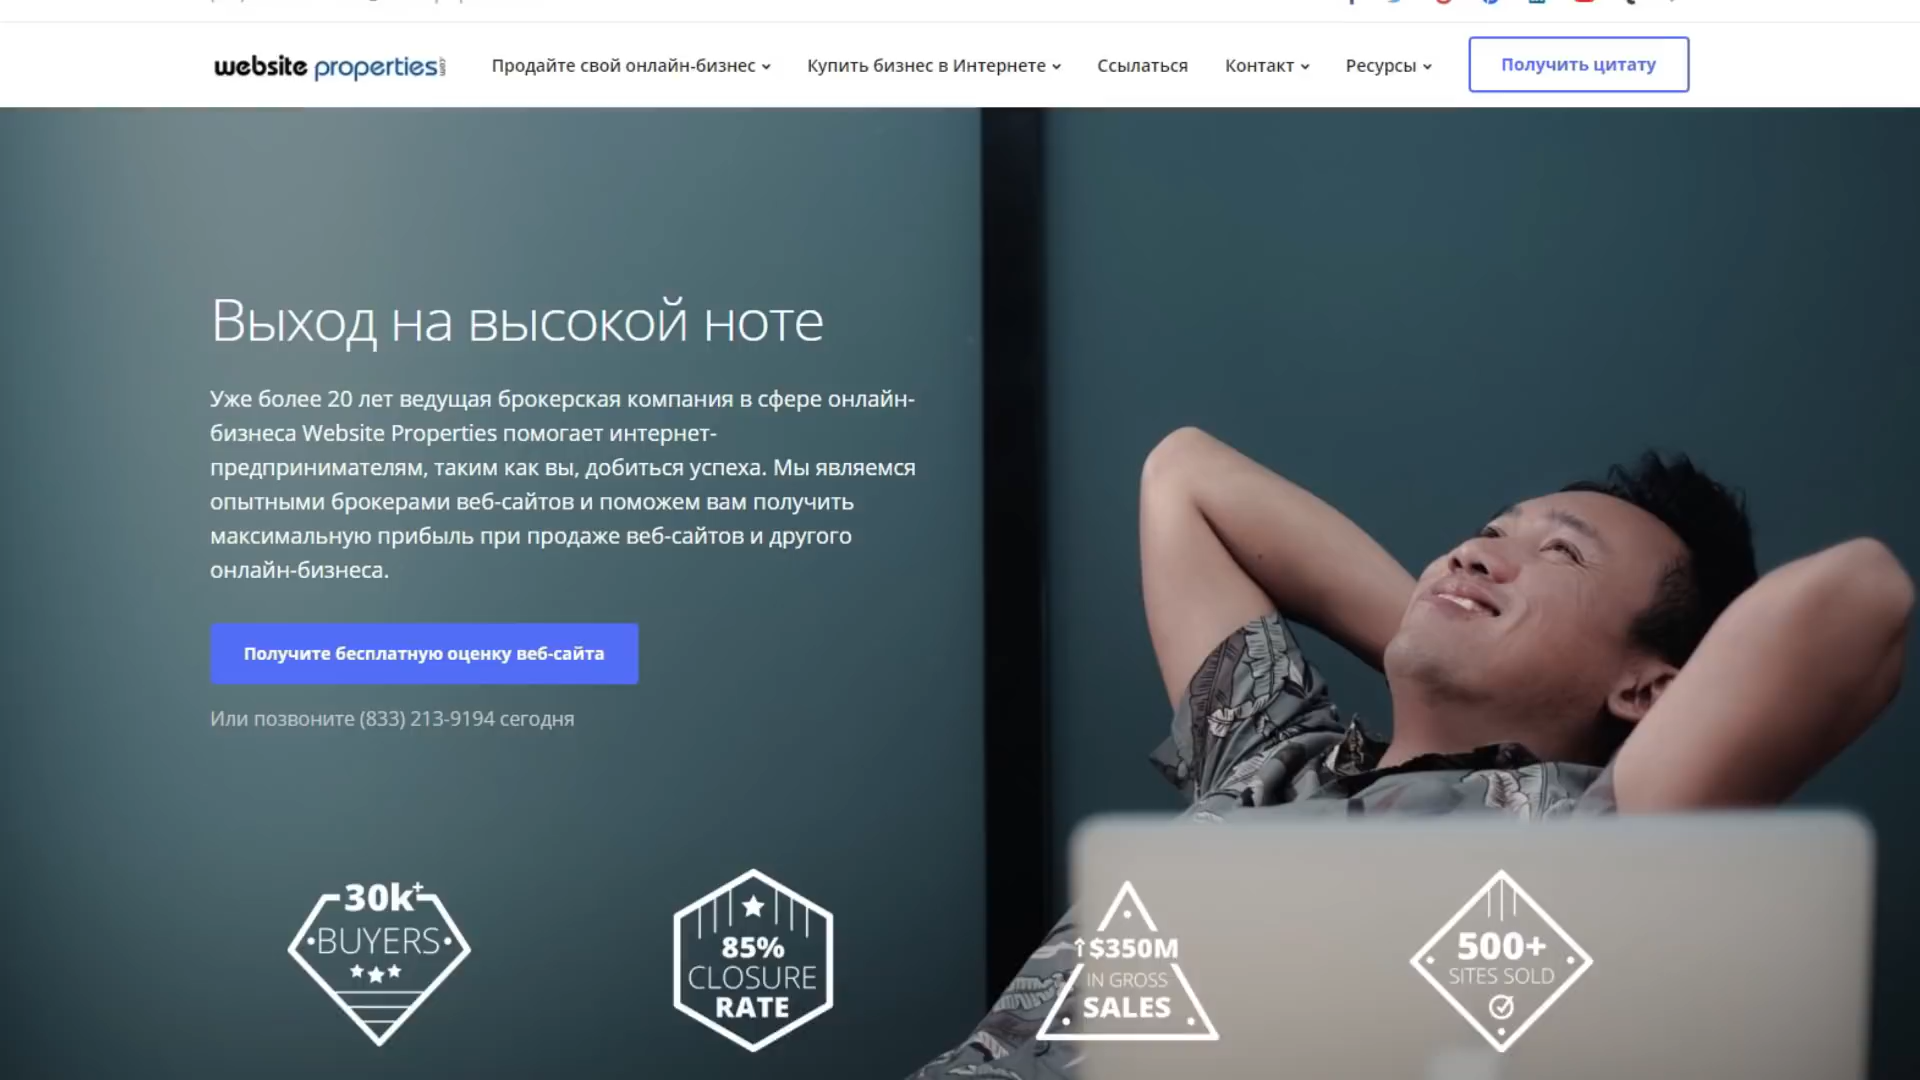 website properties
Продайте свой онлайн-бизнес
Купить бизнес в Интернете
Ссылаться
Контакт
Ресурсы
Получить цитату
Выход на высокой ноте
Уже более 20 лет ведущая брокерская компания в сфере онлайн-
бизнеса Website Properties помогает интернет-
предпринимателям, таким как вы, добиться успеха. Мы являемся
опытными брокерами веб-сайтов и поможем вам получить
максимальную прибыль при продаже веб-сайтов и другого
онлайн-бизнеса.
Получите бесплатную оценку веб-сайта
Или позвоните (833) 213-9194 сегодня
30k+
BUYERS
85%
CLOSURE
RATE
↑$350M
IN GROSS
SALES
500+
SITES SOLD